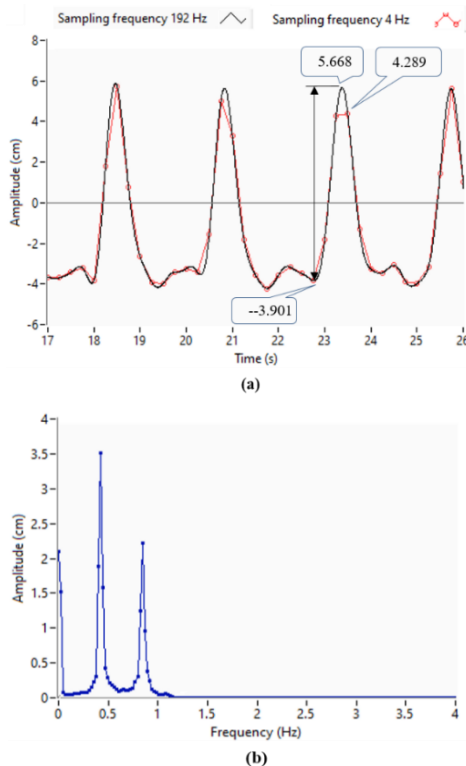 Sampling frequency 192 Hz Sampling frequency 4 Hz
8
6
4
2
0
-2
-4
-6
Amplitude (cm)
5.668 4.289
--3.901
17 18 19 20 21 22 23 24 25 26
Time (s)
(a)
4
3.5
3
2.5
2
1.5
1
0.5
0
Amplitude (cm)
0 0.5 1 1.5 2 2.5 3 3.5 4
Frequency (Hz)
(b)